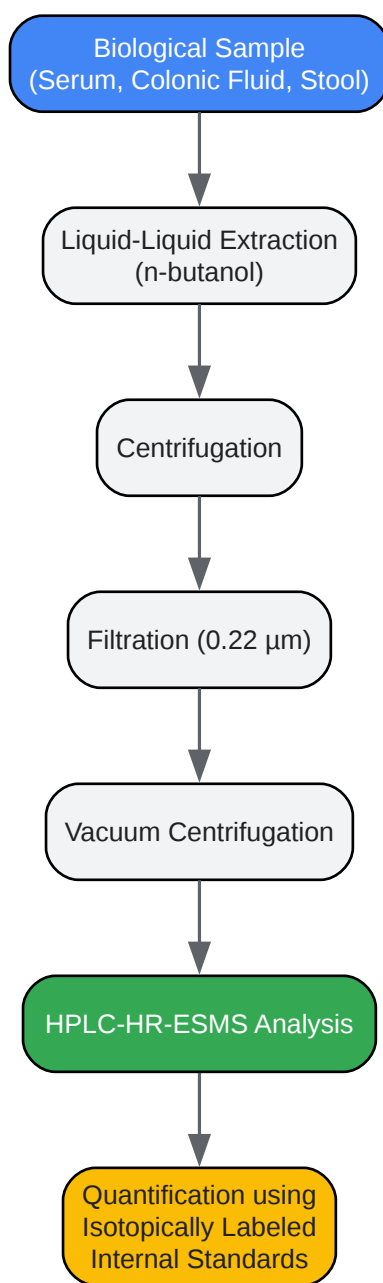 Biological Sample
(Serum, Colonic Fluid, Stool)
Liquid-Liquid Extraction
(n-butanol)
Centrifugation
Filtration (0.22 µm)
Vacuum Centrifugation
HPLC-HR-ESMS Analysis
Quantification using
Isotopically Labeled
Internal Standards